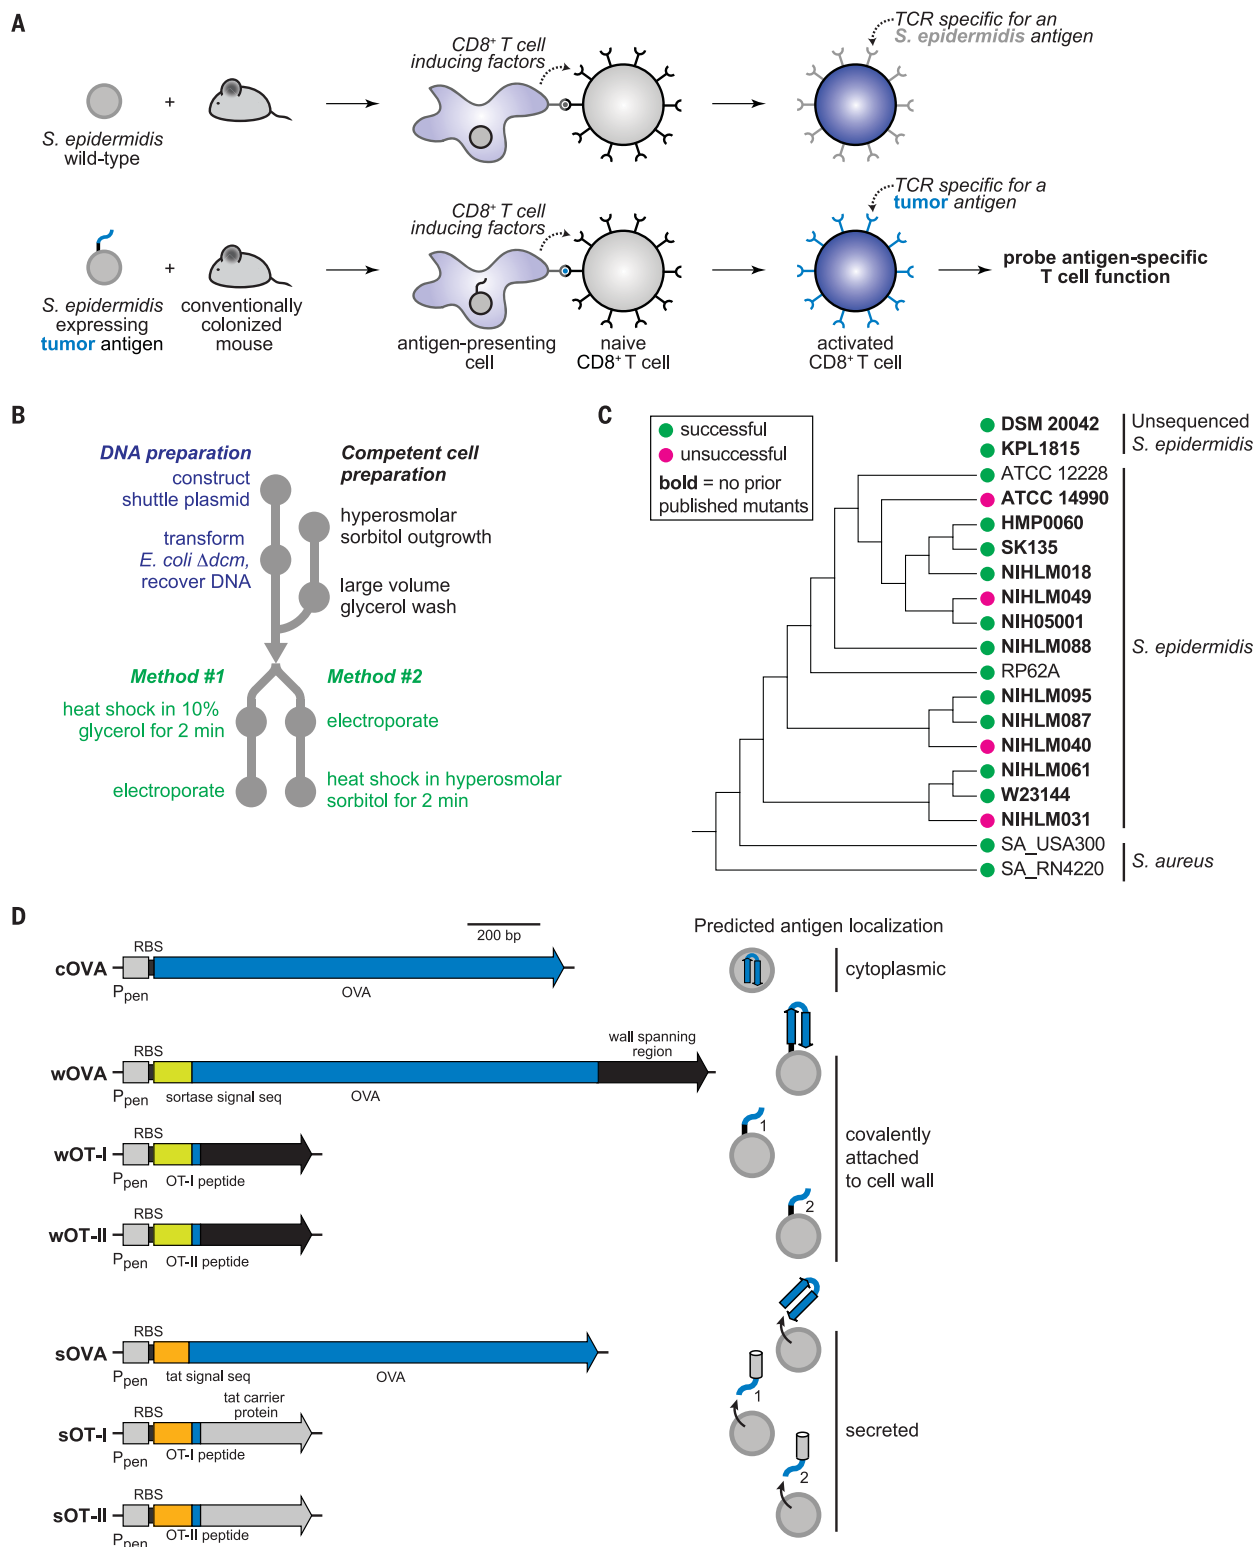 A
CD8+ T cell
inducing factors
TCR specific for an
S. epidermidis antigen
+
S. epidermidis
wild-type
CD8+ T cell
inducing factors
TCR specific for a
tumor antigen
+
probe antigen-specific
T cell function
S. epidermidis
expressing
tumor antigen
conventionally
colonized
mouse
antigen-presenting
cell
naive
CD8+ T cell
activated
CD8+ T cell
B
DNA preparation
construct
shuttle plasmid
transform
E. coli Δdcm,
recover DNA
Competent cell
preparation
hyperosmolar
sorbitol outgrowth
large volume
glycerol wash
Method #1
heat shock in 10%
glycerol for 2 min
electroporate
Method #2
electroporate
heat shock in hyperosmolar
sorbitol for 2 min
C
successful
unsuccessful
bold = no prior
published mutants
DSM 20042
KPL1815
ATCC 12228
ATCC 14990
HMP0060
SK135
NIHLM018
NIHLM049
NIH05001
NIHLM088
RP62A
NIHLM095
NIHLM087
NIHLM040
NIHLM061
W23144
NIHLM031
SA_USA300
SA_RN4220
Unsequenced
S. epidermidis
S. epidermidis
S. aureus
D
200 bp
Predicted antigen localization
RBS
cOVA
Ppen
OVA
cytoplasmic
RBS
wall spanning
region
wOVA
Ppen
sortase signal seq
OVA
RBS
wOT-I
Ppen
OT-I peptide
1
covalently
attached
to cell wall
RBS
wOT-II
Ppen
OT-II peptide
2
RBS
sOVA
Ppen
tat signal seq
OVA
RBS
tat carrier
protein
sOT-I
Ppen
OT-I peptide
1
secreted
RBS
sOT-II
Ppen
OT-II peptide
2